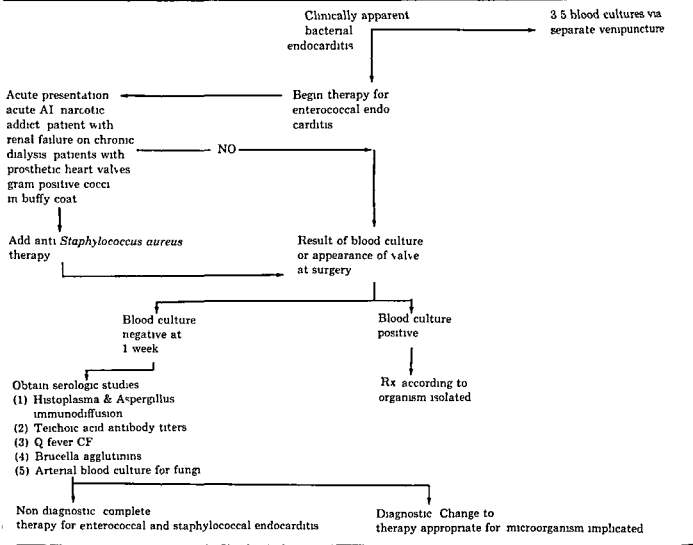 Clinically apparent
bacterial
endocarditis
3 5 blood cultures via
separate venipuncture
Acute presentation
acute AI narcotic
addict patient with
renal failure on chronic
dialysis patients with
prosthetic heart valves
gram positive cocci
in buffy coat
Begin therapy for
enterococcal endo
carditis
NO
Add anti Staphylococcus aureus
therapy
Result of blood culture
or appearance of valve
at surgery
Blood culture
negative at
1 week
Blood culture
positive
Obtain serologic studies
(1) Histoplasma & Aspergillus
immunodiffusion
(2) Teichoic acid antibody titers
(3) Q fever CF
(4) Brucella agglutinins
(5) Arterial blood culture for fungi
Rx according to
organism isolated
Non diagnostic complete
therapy for enterococcal and staphylococcal endocarditis
Diagnostic Change to
therapy appropriate for microorganism implicated